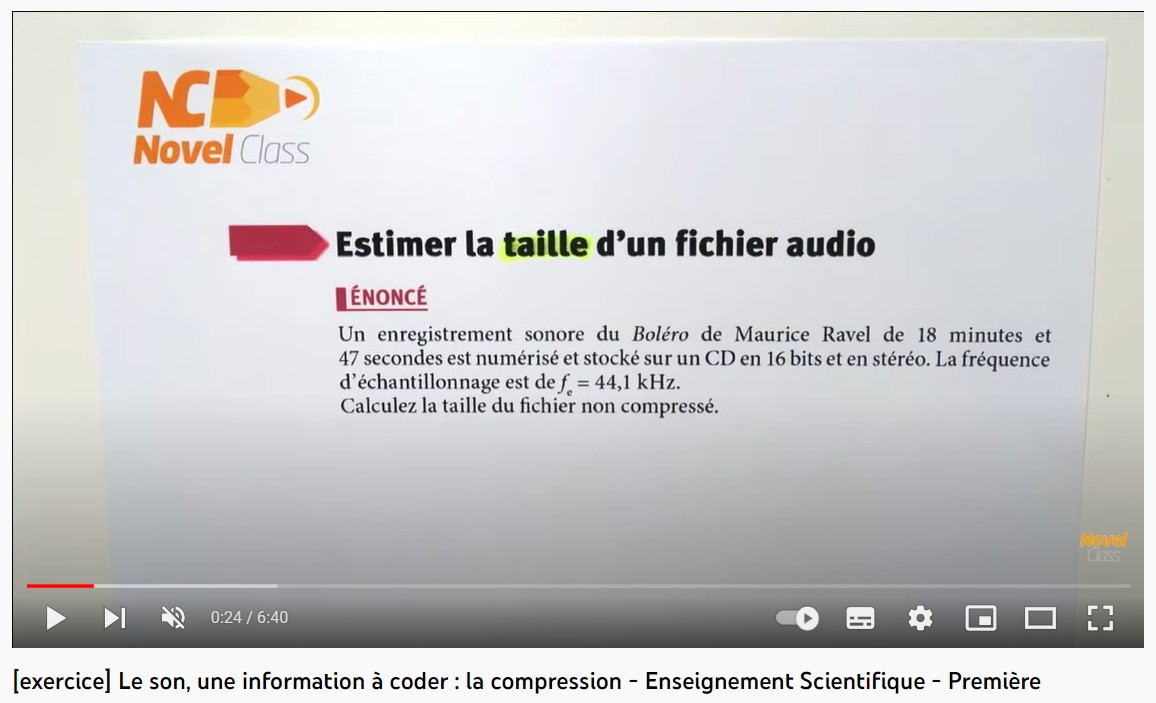 NC
Novel Class
Estimer la taille d'un fichier audio
ÉNONCÉ
Un enregistrement sonore du Boléro de Maurice Ravel de 18 minutes et
47 secondes est numérisé et stocké sur un CD en 16 bits et en stéréo. La fréquence
d'échantillonnage est de fe = 44,1 kHz.
Calculez la taille du fichier non compressé.
Novel
Class
0:24 / 6:40
[exercice] Le son, une information à coder : la compression - Enseignement Scientifique - Première